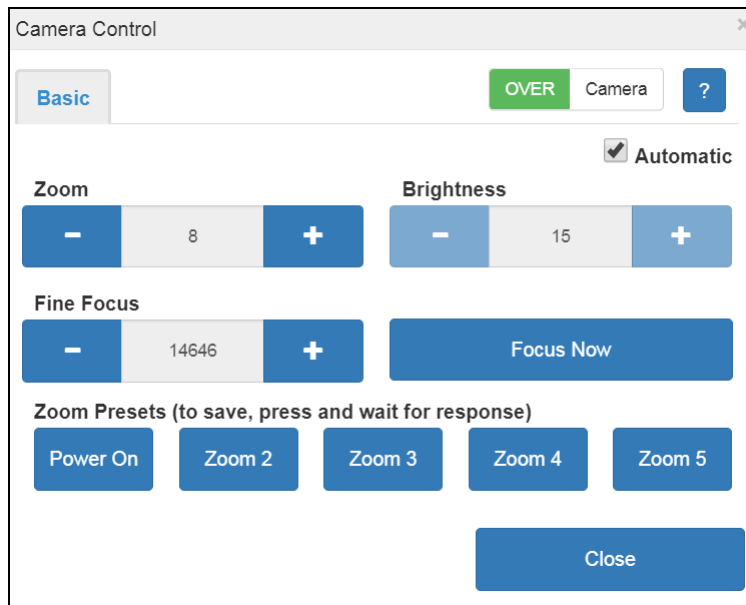 Camera Control
×
Basic
OVER Camera ?
Automatic
Zoom Brightness
− 8 + − 15 +
Fine Focus
− 14646 + Focus Now
Zoom Presets (to save, press and wait for response)
Power On Zoom 2 Zoom 3 Zoom 4 Zoom 5
Close